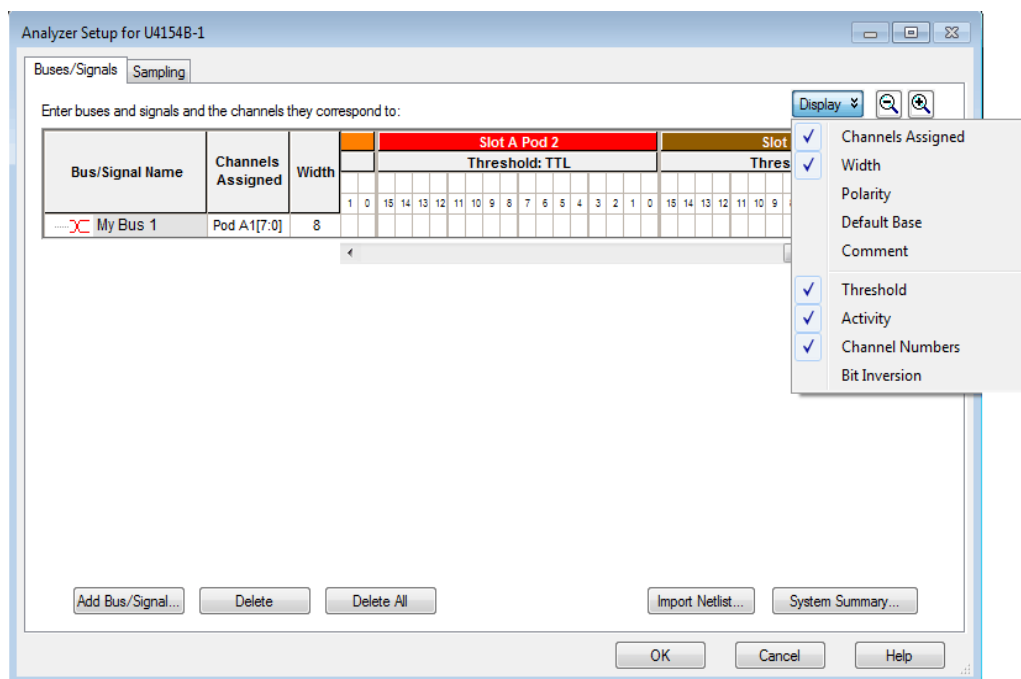 Analyzer Setup for U4154B-1
Buses/Signals Sampling
Enter buses and signals and the channels they correspond to:
Display
Bus/Signal Name
Channels Assigned
Width
Slot A Pod 2
Threshold: TTL
1 0 15 14 13 12 11 10 9 8 7 6 5 4 3 2 1 0 15 14 13 12 11 10 9
Slot
Thres
My Bus 1 Pod A1[7:0] 8
Channels Assigned
Width
Polarity
Default Base
Comment
Threshold
Activity
Channel Numbers
Bit Inversion
Add Bus/Signal... Delete Delete All Import Netlist... System Summary...
OK Cancel Help